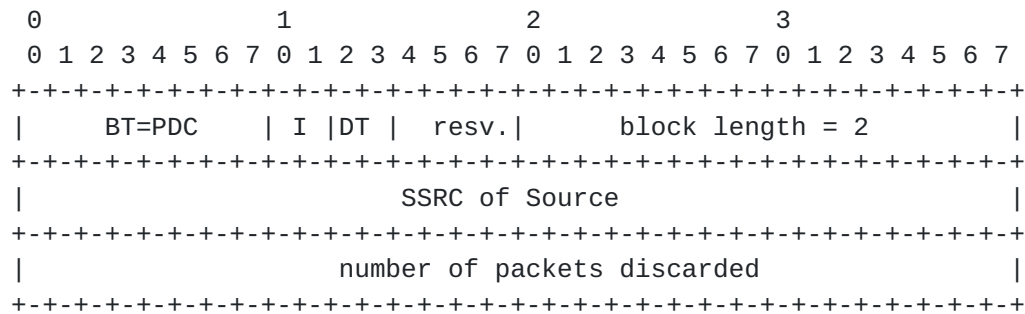 0                   1                   2                   3
 0 1 2 3 4 5 6 7 0 1 2 3 4 5 6 7 0 1 2 3 4 5 6 7 0 1 2 3 4 5 6 7
+-+-+-+-+-+-+-+-+-+-+-+-+-+-+-+-+-+-+-+-+-+-+-+-+-+-+-+-+-+-+-+-+
|     BT=PDC    | I |DT |  resv.|      block length = 2         |
+-+-+-+-+-+-+-+-+-+-+-+-+-+-+-+-+-+-+-+-+-+-+-+-+-+-+-+-+-+-+-+-+
|                        SSRC of Source                         |
+-+-+-+-+-+-+-+-+-+-+-+-+-+-+-+-+-+-+-+-+-+-+-+-+-+-+-+-+-+-+-+-+
|                    number of packets discarded                |
+-+-+-+-+-+-+-+-+-+-+-+-+-+-+-+-+-+-+-+-+-+-+-+-+-+-+-+-+-+-+-+-+